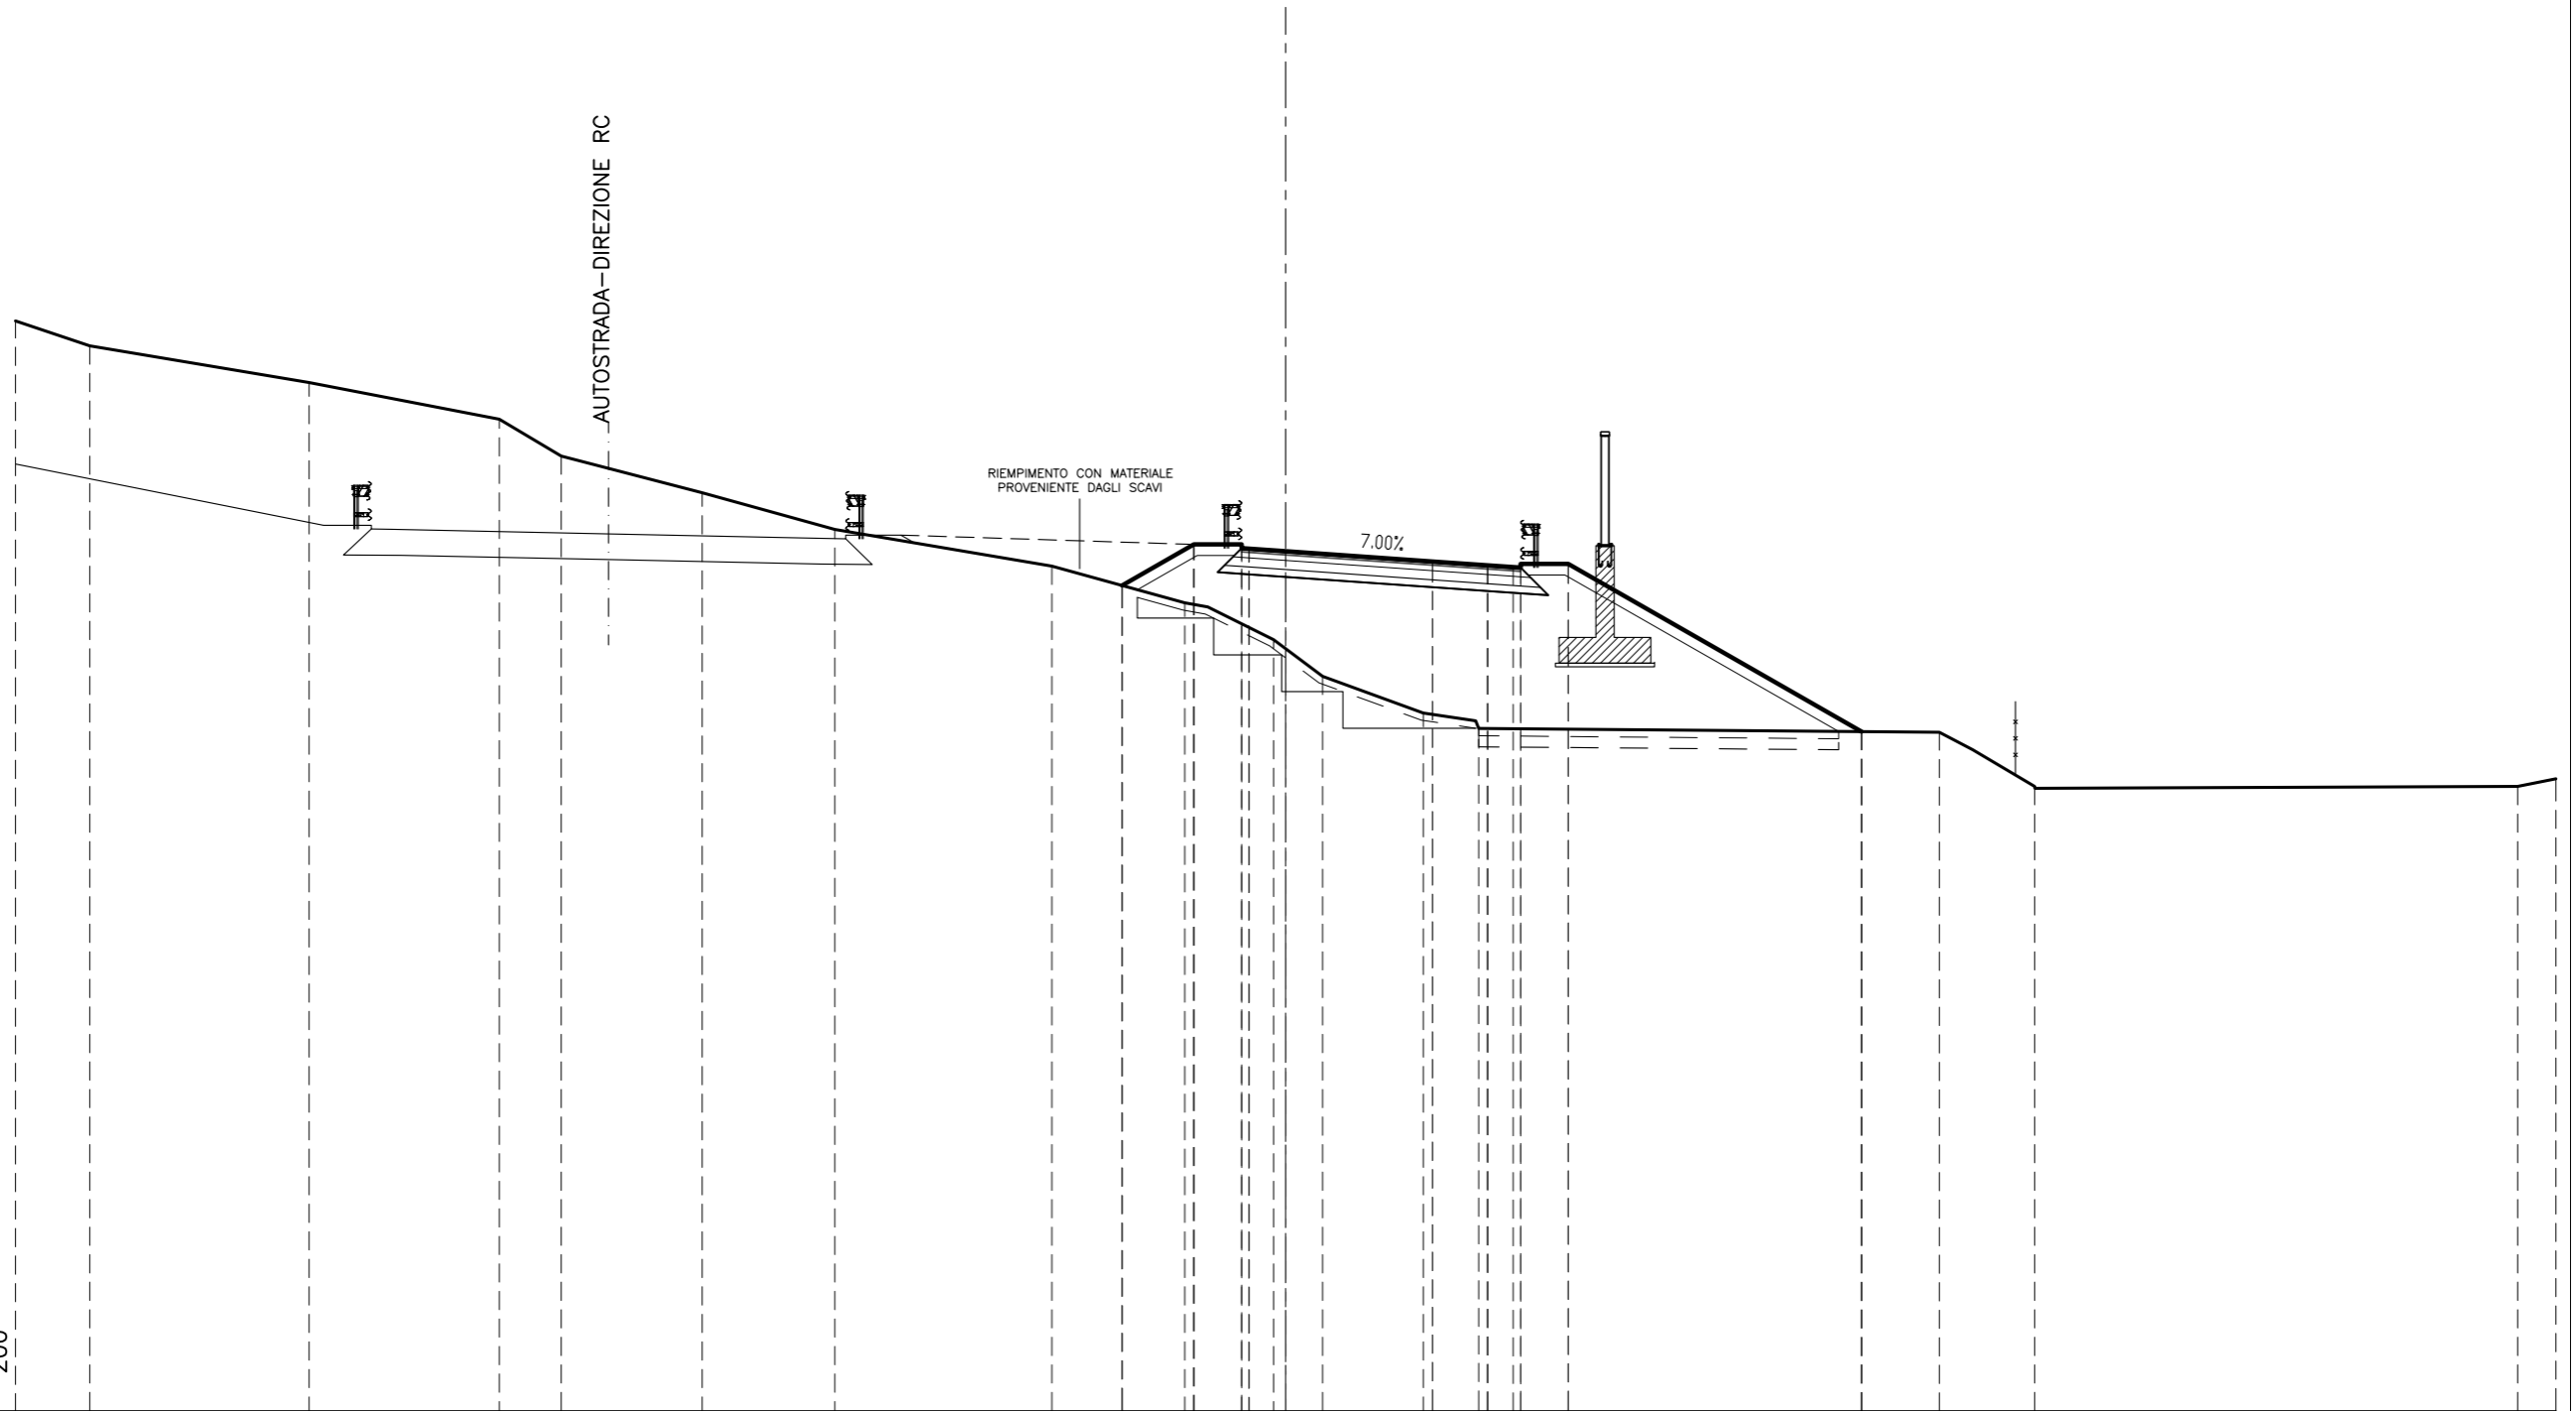 AUTOSTRADA-DIREZIONE RC
RIEMPIMENTO CON MATERIALE
PROVENIENTE DAGLI SCAVI
7.00%